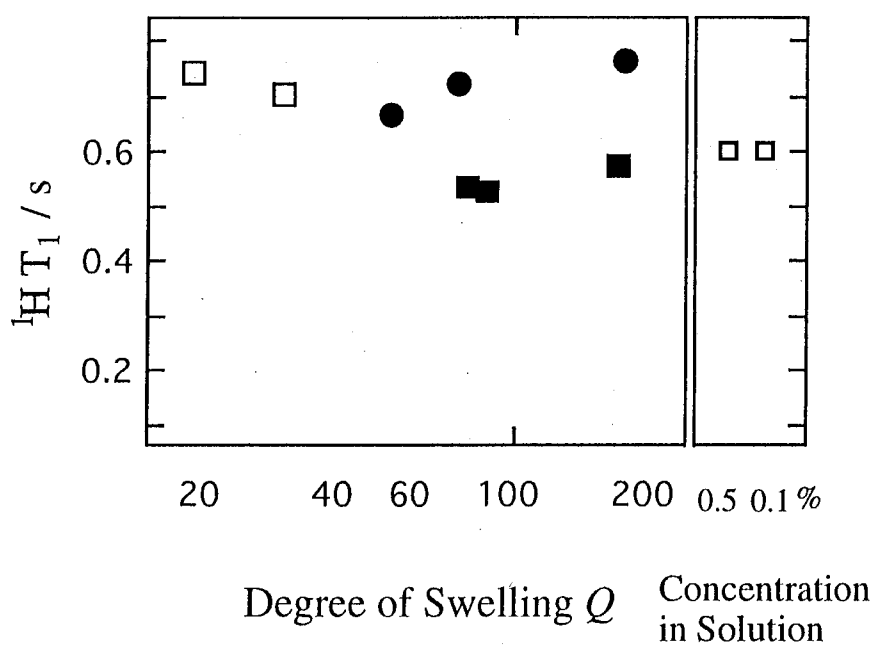 ¹H T₁ / s
0.6
0.4
0.2
20 40 60 100 200 0.5 0.1 %
Degree of Swelling Q
Concentration
in Solution